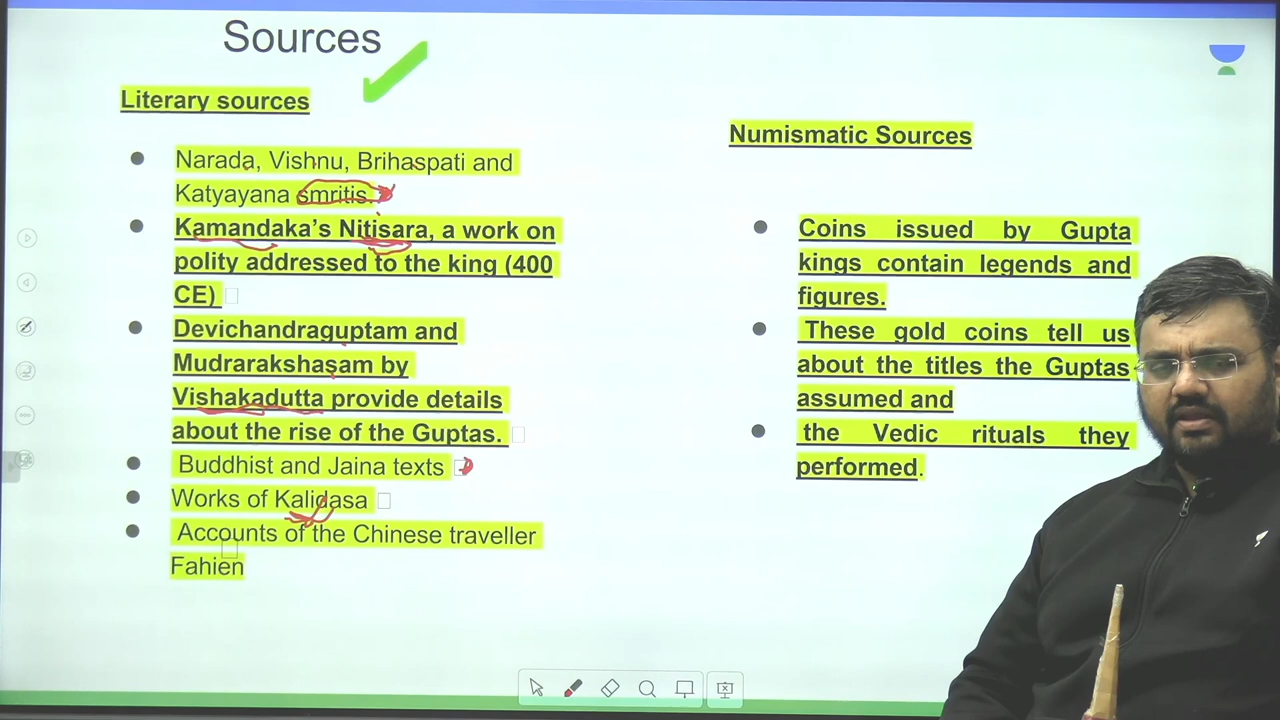 Sources
Literary sources
Narada, Vishnu, Brihaspati and
Katyayana smritis.
Kamandaka's Nitisara, a work on
polity addressed to the king (400
CE)
Devichandraguptam and
Mudrarakshasam by
Vishakadutta provide details
about the rise of the Guptas.
Buddhist and Jaina texts
Works of Kalidasa
Accounts of the Chinese traveller
Fahien
Numismatic Sources
Coins issued by Gupta
kings contain legends and
figures.
These gold coins tell us
about the titles the Guptas
assumed and
the Vedic rituals they
performed.